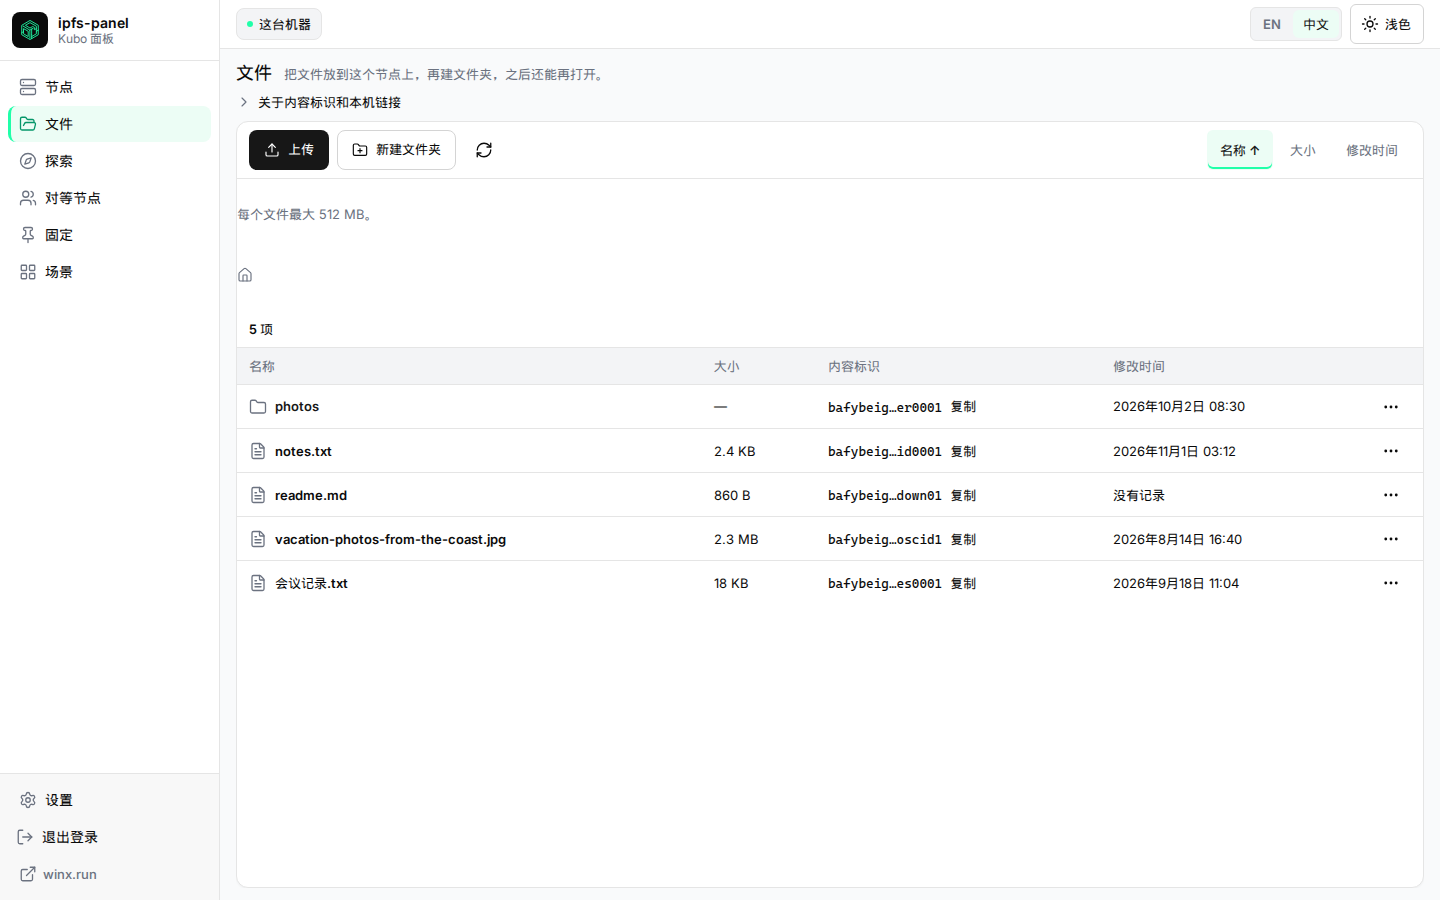 ipfs-panel
Kubo 面板
节点
文件
探索
对等节点
固定
场景
设置
退出登录
winx.run
这台机器
EN 中文 浅色
文件 把文件放到这个节点上，再建文件夹，之后还能再打开。
关于内容标识和本机链接
上传 新建文件夹 名称 ↑ 大小 修改时间
每个文件最大 512 MB。
5 项
名称 大小 内容标识 修改时间
photos — bafybeig…er0001 复制 2026年10月2日 08:30
notes.txt 2.4 KB bafybeig…id0001 复制 2026年11月1日 03:12
readme.md 860 B bafybeig…down01 复制 没有记录
vacation-photos-from-the-coast.jpg 2.3 MB bafybeig…oscid1 复制 2026年8月14日 16:40
会议记录.txt 18 KB bafybeig…es0001 复制 2026年9月18日 11:04